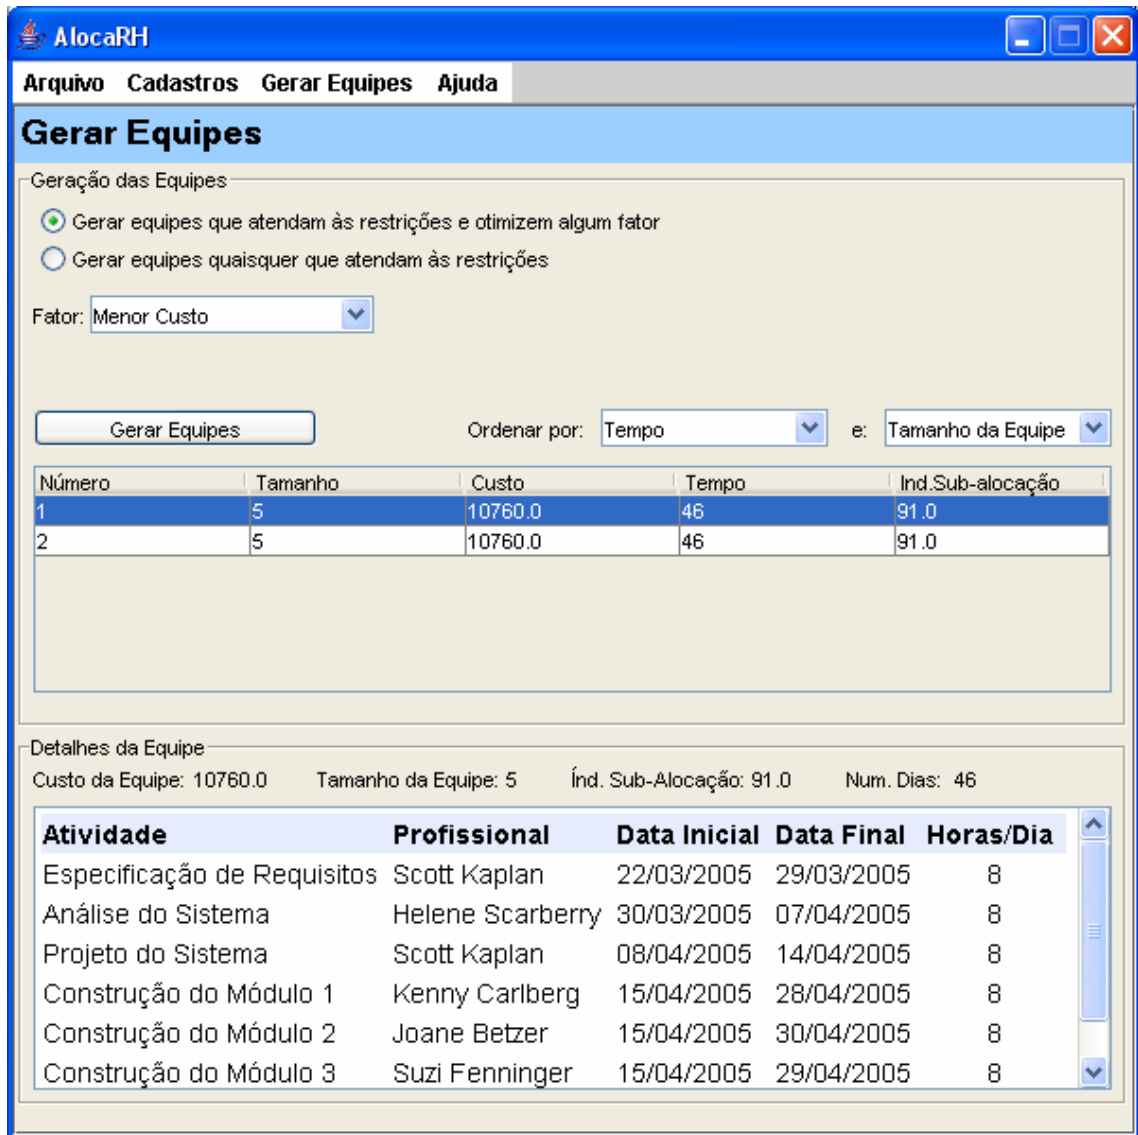 AlocaRH
Arquivo Cadastros Gerar Equipes Ajuda
Gerar Equipes
Geração das Equipes
Gerar equipes que atendam às restrições e otimizem algum fator
Gerar equipes quaisquer que atendam às restrições
Fator: Menor Custo
Gerar Equipes Ordenar por: Tempo e: Tamanho da Equipe
Número Tamanho Custo Tempo Ind.Sub-alocação
1 5 10760.0 46 91.0
2 5 10760.0 46 91.0
Detalhes da Equipe
Custo da Equipe: 10760.0 Tamanho da Equipe: 5 Índ. Sub-Alocação: 91.0 Num. Dias: 46
Atividade Profissional Data Inicial Data Final Horas/Dia
Especificação de Requisitos Scott Kaplan 22/03/2005 29/03/2005 8
Análise do Sistema Helene Scarberry 30/03/2005 07/04/2005 8
Projeto do Sistema Scott Kaplan 08/04/2005 14/04/2005 8
Construção do Módulo 1 Kenny Carlberg 15/04/2005 28/04/2005 8
Construção do Módulo 2 Joane Betzer 15/04/2005 30/04/2005 8
Construção do Módulo 3 Suzi Fenninger 15/04/2005 29/04/2005 8